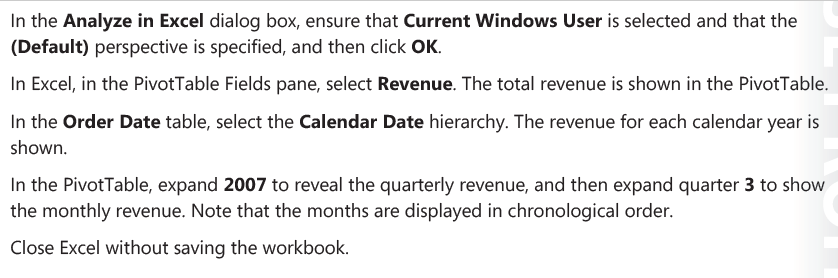 In the Analyze in Excel dialog box, ensure that Current Windows User is selected and that the
(Default) perspective is specified, and then click OK.
In Excel, in the PivotTable Fields pane, select Revenue. The total revenue is shown in the PivotTable.
In the Order Date table, select the Calendar Date hierarchy. The revenue for each calendar year is
shown.
In the PivotTable, expand 2007 to reveal the quarterly revenue, and then expand quarter 3 to show
the monthly revenue. Note that the months are displayed in chronological order.
Close Excel without saving the workbook.